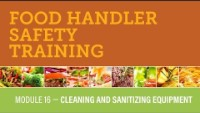 FOOD HANDLER
SAFETY
TRAINING
MODULE 16 — CLEANING AND SANITIZING EQUIPMENT